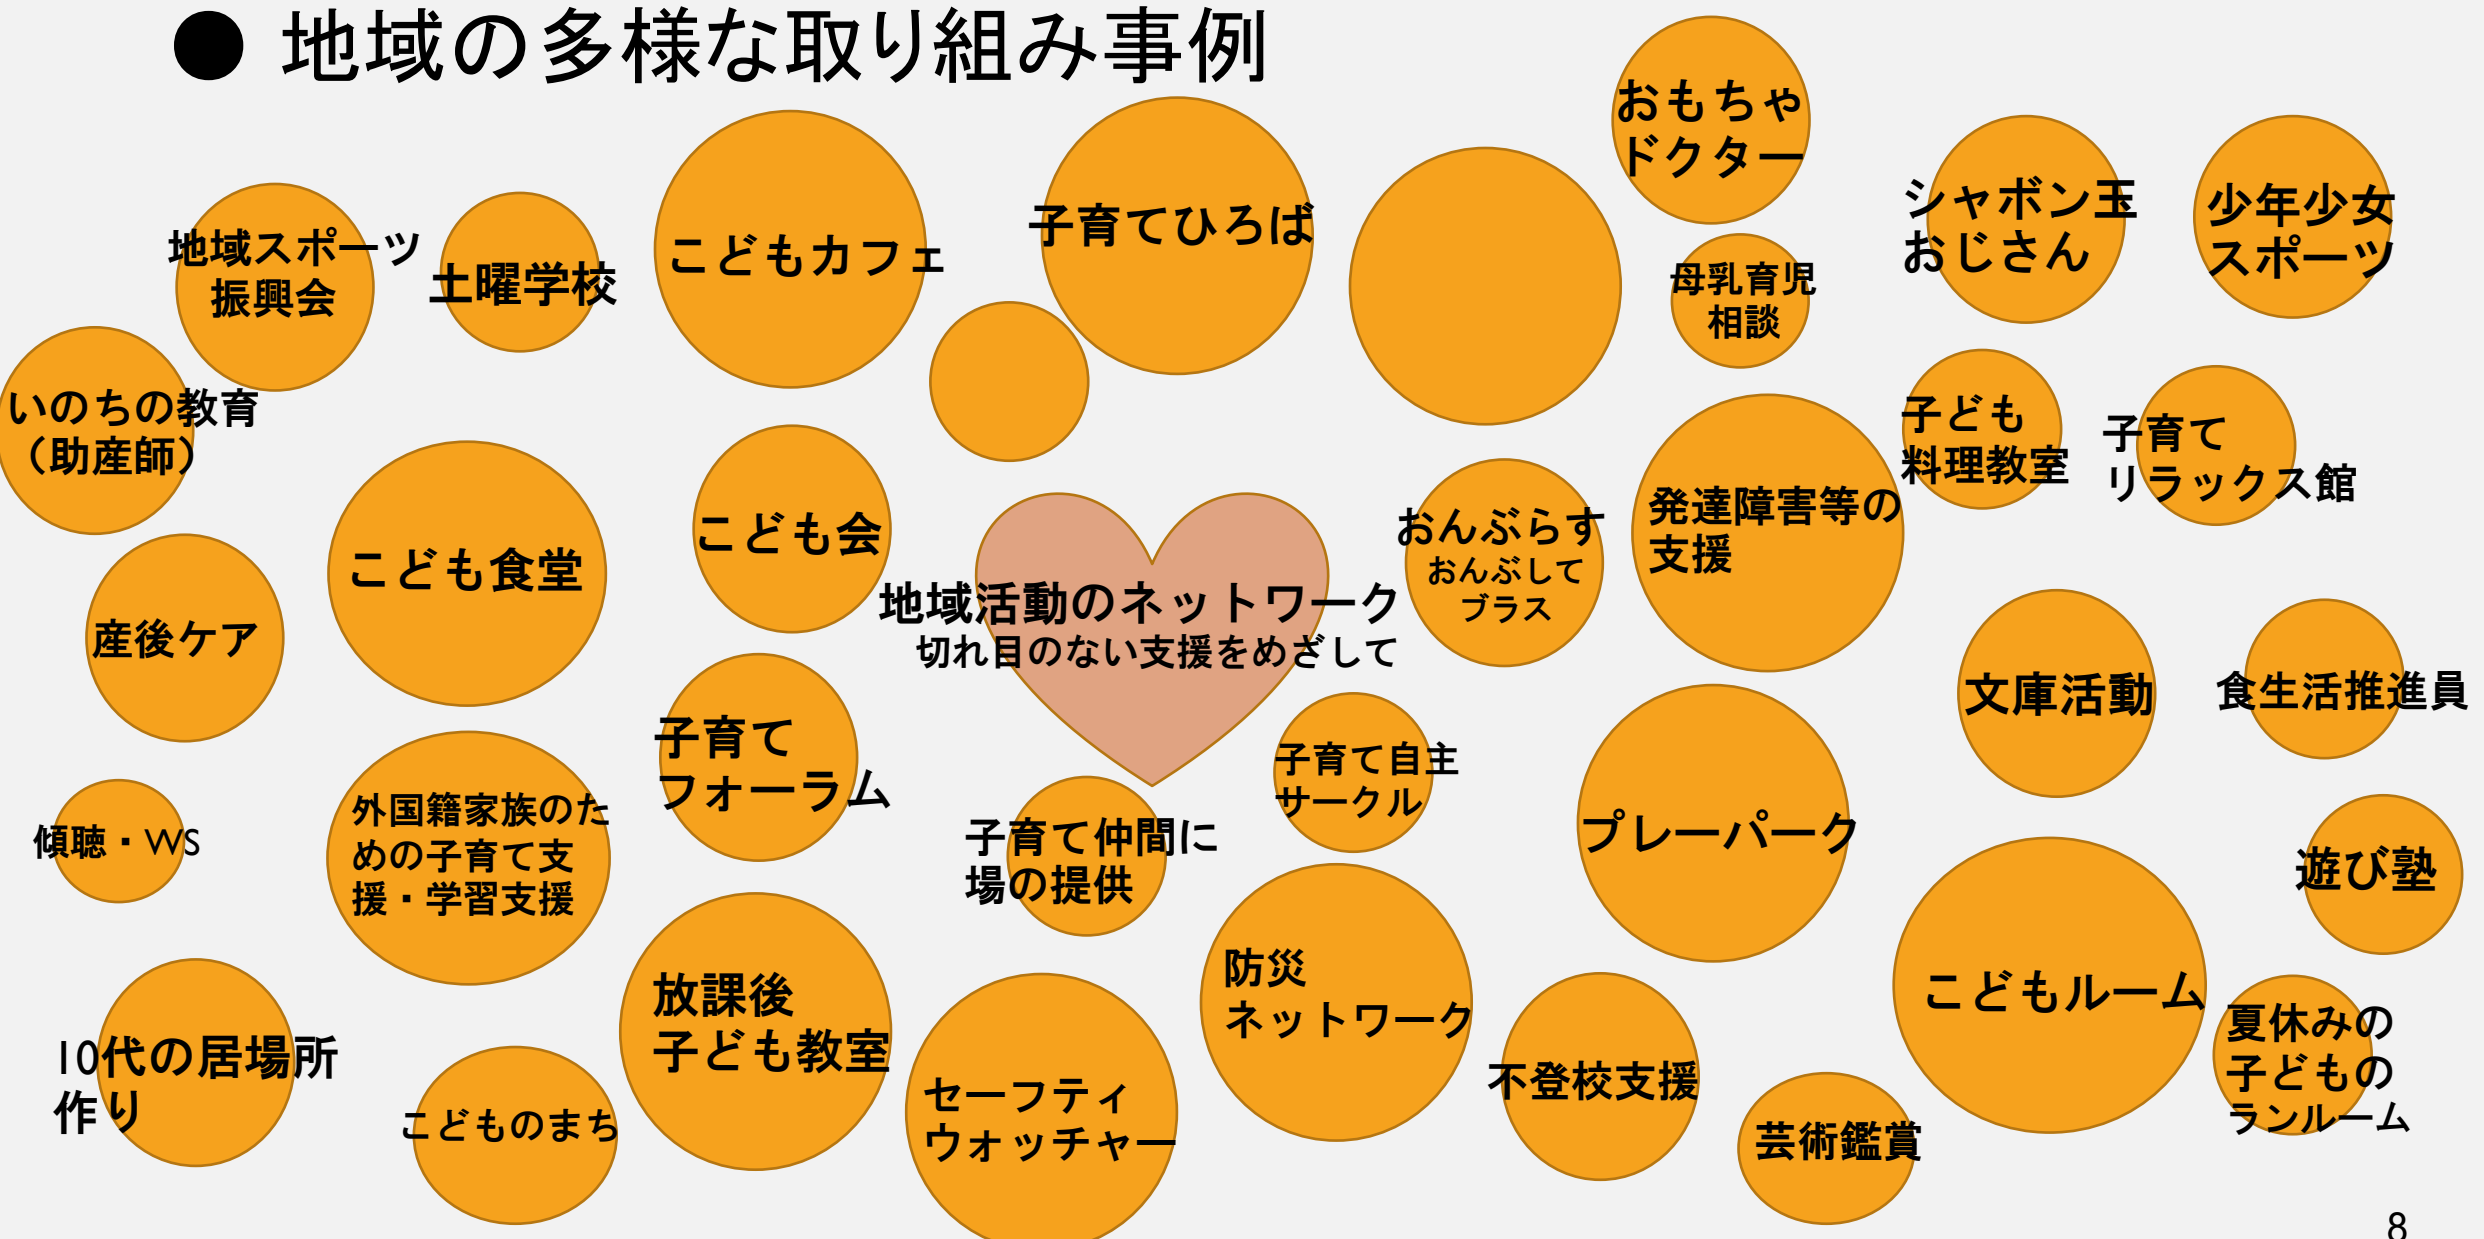 ● 地域の多様な取り組み事例
おもちゃ
ドクター
地域スポーツ
振興会
土曜学校
こどもカフェ
子育てひろば
母乳育児
相談
シャボン玉
おじさん
少年少女
スポーツ
いのちの教育
（助産師）
こども食堂
こども会
地域活動のネットワーク
切れ目のない支援をめざして
おんぶらす
おんぶして
ブラス
発達障害等の
支援
子ども
料理教室
子育て
リラックス館
産後ケア
子育て
フォーラム
子育て自主
サークル
文庫活動
食生活推進員
傾聴・WS
外国籍家族のた
めの子育て支
援・学習支援
子育て仲間に
場の提供
プレーパーク
遊び塾
10代の居場所
作り
こどものまち
放課後
子ども教室
セーフティ
ウォッチャー
防災
ネットワーク
不登校支援
芸術鑑賞
こどもルーム
夏休みの
子どもの
ランルーム
8